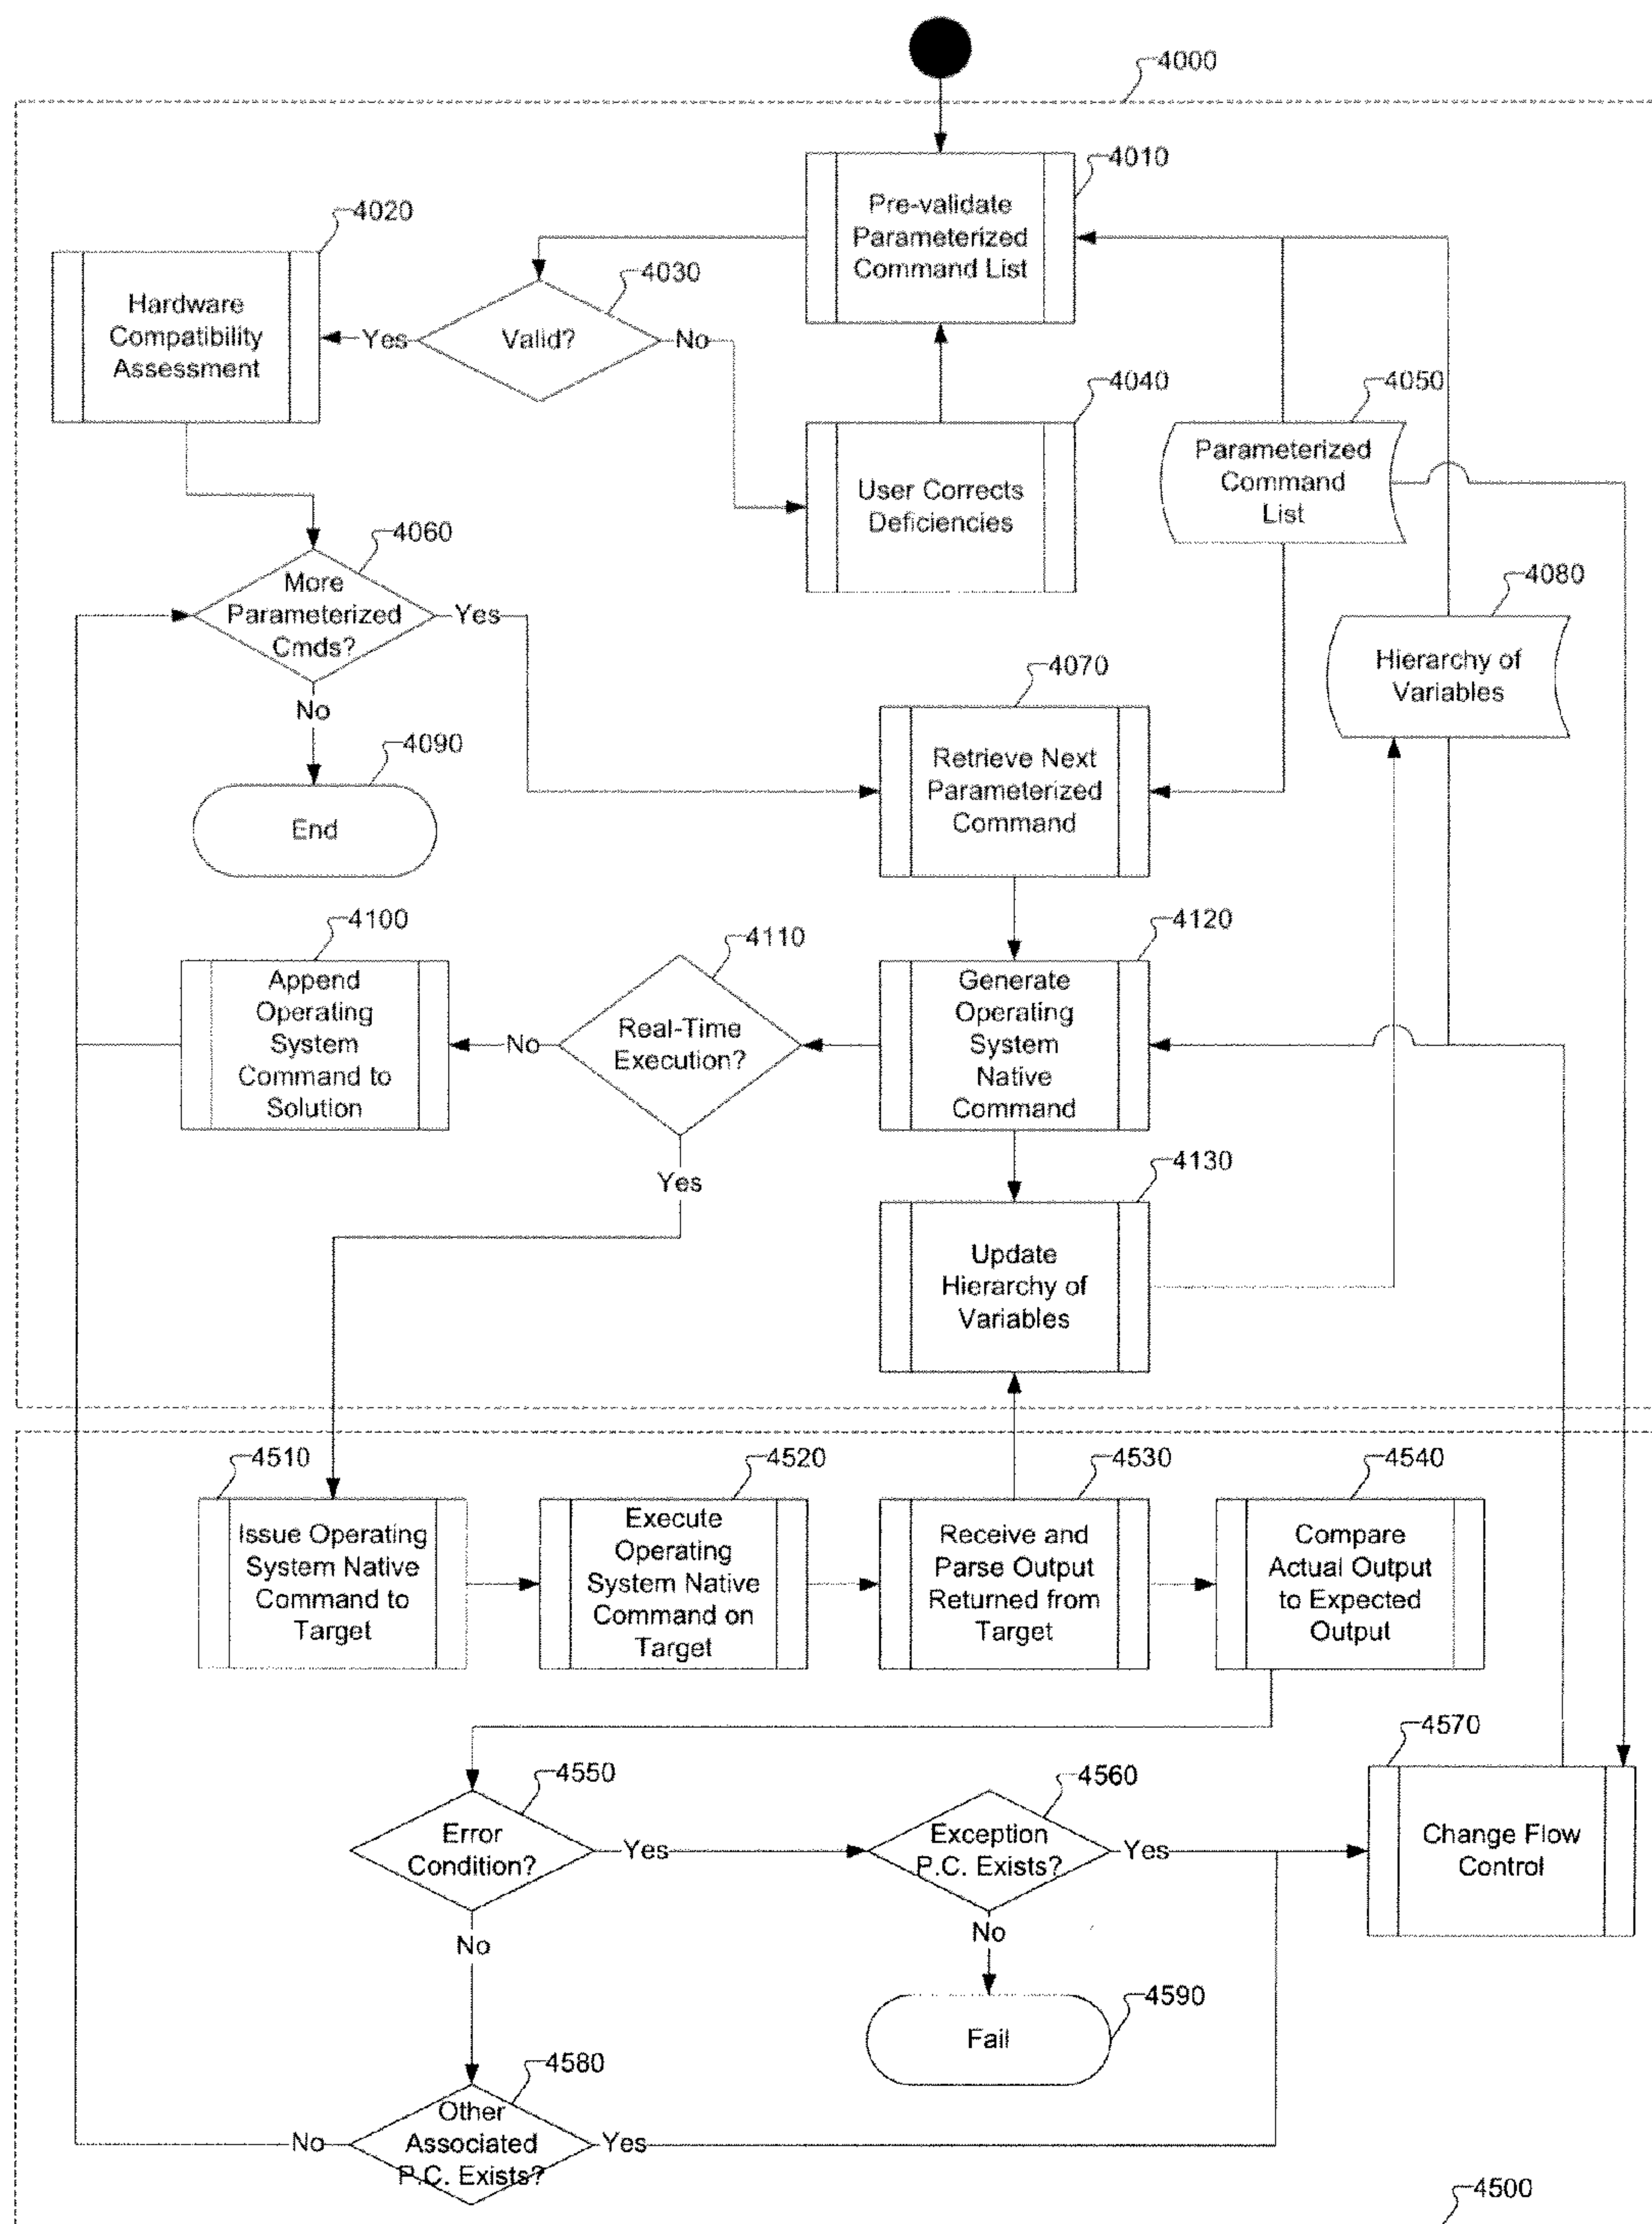 4000
4010
Pre-validate
Parameterized
Command List
4020
Hardware
Compatibility
Assessment
4030
Valid?
Yes
No
4040
User Corrects
Deficiencies
4050
Parameterized
Command
List
4060
More
Parameterized
Cmds?
Yes
No
4070
Retrieve Next
Parameterized
Command
4080
Hierarchy of
Variables
4090
End
4100
Append
Operating
System
Command to
Solution
4110
Real-Time
Execution?
No
Yes
4120
Generate
Operating
System
Native
Command
4130
Update
Hierarchy of
Variables
4510
Issue Operating
System Native
Command to
Target
4520
Execute
Operating
System Native
Command on
Target
4530
Receive and
Parse Output
Returned from
Target
4540
Compare
Actual Output
to Expected
Output
4550
Error
Condition?
Yes
No
4560
Exception
P.C. Exists?
Yes
No
4570
Change Flow
Control
4580
Other
Associated
P.C. Exists?
No
Yes
4590
Fail
4500